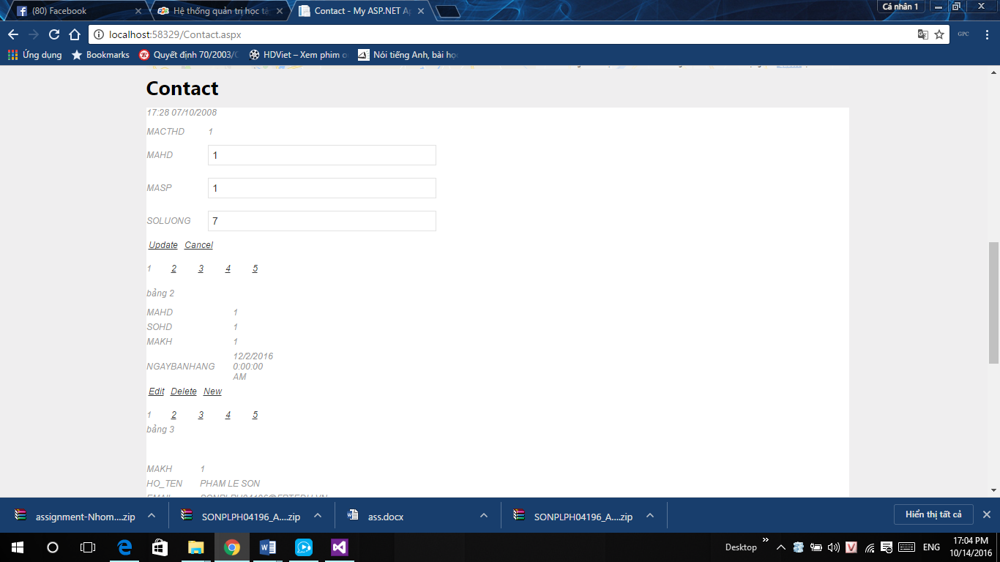 (80) Facebook
Hệ thống quản trị học tậ
Contact - My ASP.NET Ap
Cá nhân 1
localhost:58329/Contact.aspx
GPC
Ứng dụng
Bookmarks
Quyết định 70/2003/
HDViet – Xem phim o
Nói tiếng Anh, bài họ
Contact
17:28 07/10/2008
MACTHD 1
MAHD 1
MASP 1
SOLUONG 7
Update Cancel
1 2 3 4 5
bảng 2
MAHD 1
SOHD 1
MAKH 1
NGAYBANHANG 12/2/2016 0:00:00 AM
Edit Delete New
1 2 3 4 5
bảng 3
MAKH 1
HO_TEN PHAM LE SON
assignment-Nhom....zip
SONPLPH04196_A....zip
ass.docx
SONPLPH04196_A....zip
Hiển thị tất cả
Desktop
ENG
17:04 PM
10/14/2016